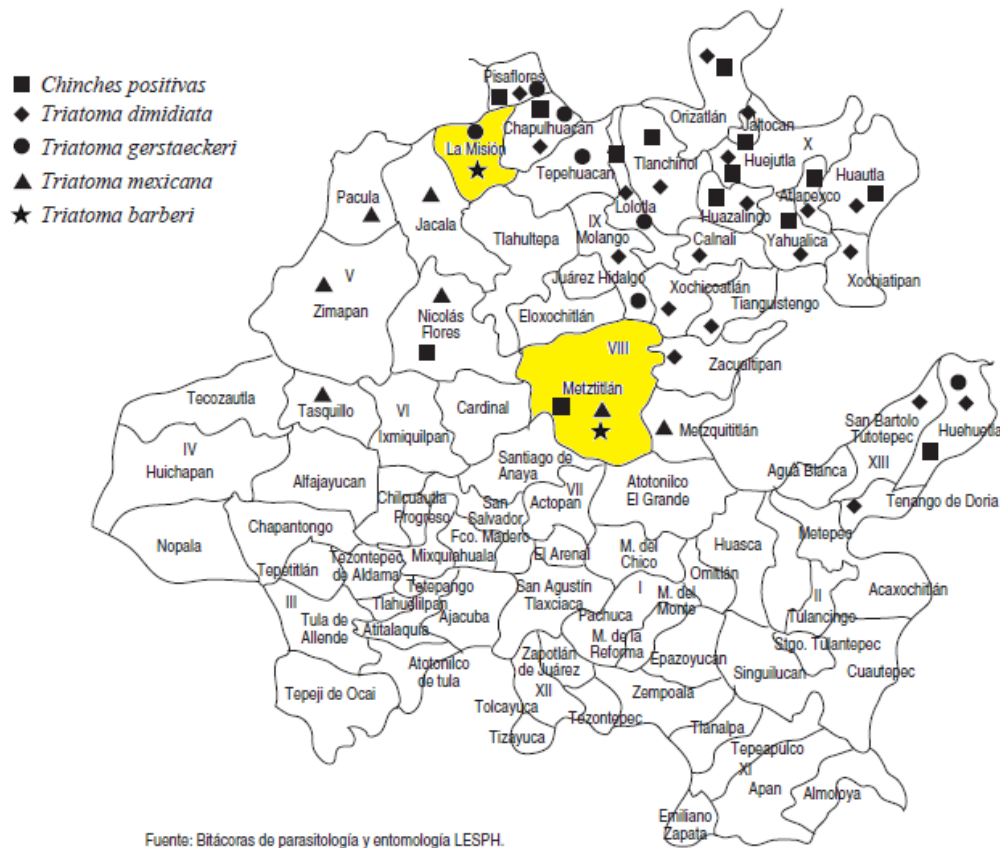 Chinches positivas
Triatoma dimidiata
Triatoma gerstaeckeri
Triatoma mexicana
Triatoma barberi
Pisaflores
Chapulhuacan
La Misión
Orizatlán
Jaltocan
X
Tlanchinol
Huejutla
Huautla
Tepehuacan
Pacula
Jacala
Lolotla
Huazalingo
Atlapexco
IX
Molango
Tlahultepa
Calnali
Yahualica
Xochiatipan
V
Zimapan
Juárez Hidalgo
Xochicoatlán
Tianguistengo
Nicolás
Flores
Eloxochitlán
VIII
Zacualtipan
Metztitlán
Tecozautla
Tasquillo
VI
Ixmiquilpan
Cardinal
Metzquititlán
San Bartolo
Tutotepec
Huehuetla
IV
Huichapan
Santiago de
Anaya
Agua Blanca
XIII
Alfajayucan
Atotonilco
El Grande
Tenango de Doria
Chilcuautla
Progreso
San
Salvador
VII
Actopan
Chapantongo
Fco. Madero
Metepec
Nopala
Mixquiahuala
El Arenal
M. del
Chico
Huasca
Tepetitlán
Tezontepec
de Aldama
Omitlán
Acaxochitlán
Tetepango
San Agustín
Tlaxciaca
I
M. del
Monte
II
Tulancingo
III
Tula de
Allende
Tlahuglilpan
Ajacuba
Pachuca
Atitalaquia
M. de la
Reforma
Stgo. Tulantepec
Zapotlán
de Juárez
Epazoyucan
Singuilucan
Cuautepec
Atotonilco
de tula
Tepeji de Ocai
XII
Zempoala
Tolcayuca
Tezontepec
Tlanalpa
Tizayuca
Tepeapulco
XI
Apan
Almoloya
Emiliano
Zapata
Fuente: Bitácoras de parasitología y entomología LESPH.